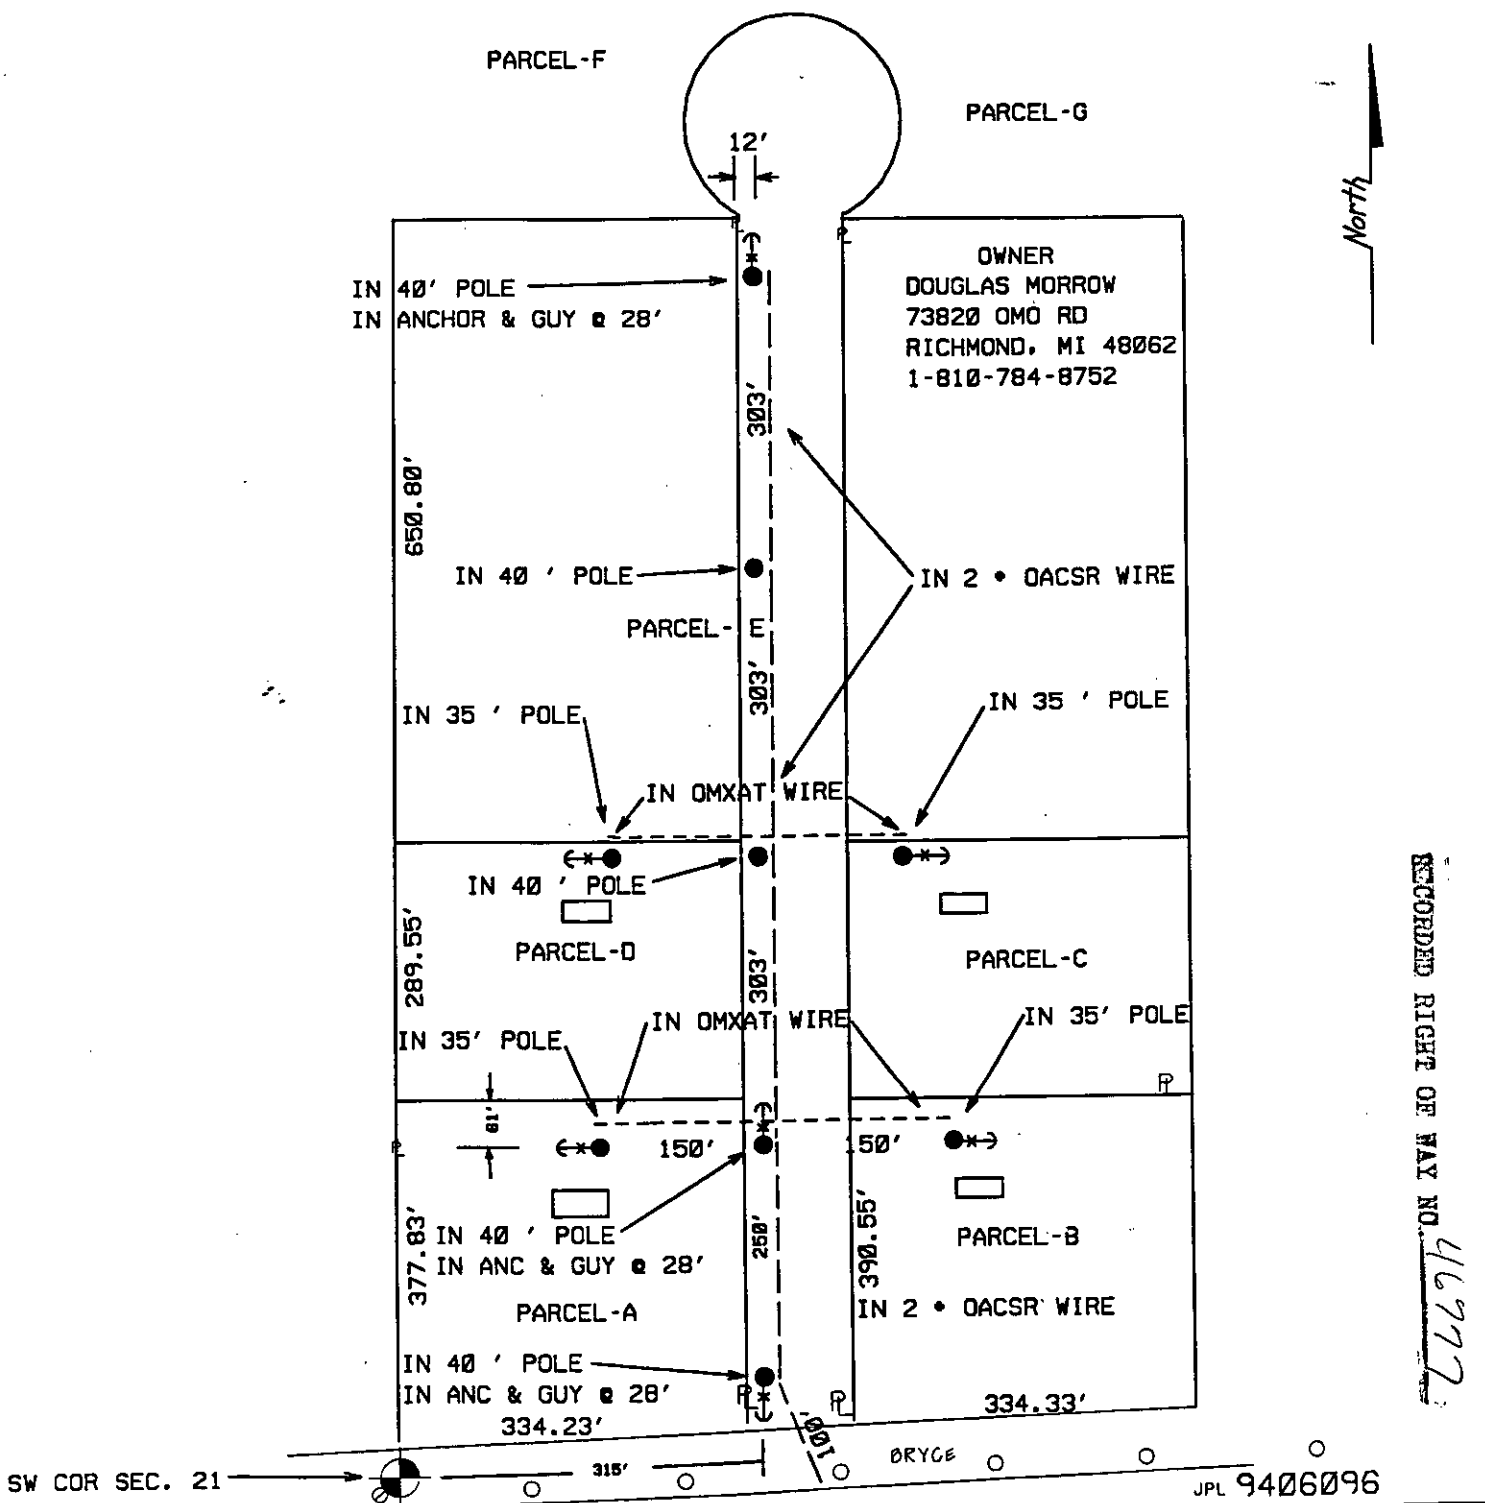 PARCEL-F
PARCEL-G
12'
North
OWNER
DOUGLAS MORROW
73820 OMO RD
RICHMOND, MI 48062
1-810-784-8752
IN 40' POLE
IN ANCHOR & GUY @ 28'
303'
650.80'
IN 40 ' POLE
IN 2 • OACSR WIRE
PARCEL- E
303'
IN 35 ' POLE
IN 35 ' POLE
IN OMXAT WIRE
IN 40 ' POLE
PARCEL-D
PARCEL-C
289.55'
303'
IN OMXAT WIRE
IN 35' POLE
IN 35' POLE
61'
150'
150'
IN 40 ' POLE
IN ANC & GUY @ 28'
377.83'
250'
390.55'
PARCEL-B
PARCEL-A
IN 2 • OACSR WIRE
IN 40 ' POLE
IN ANC & GUY @ 28'
334.23'
334.33'
100'
BRYCE
315'
SW COR SEC. 21
JPL 9406096
RECORDED RIGHT OF WAY NO. 46777